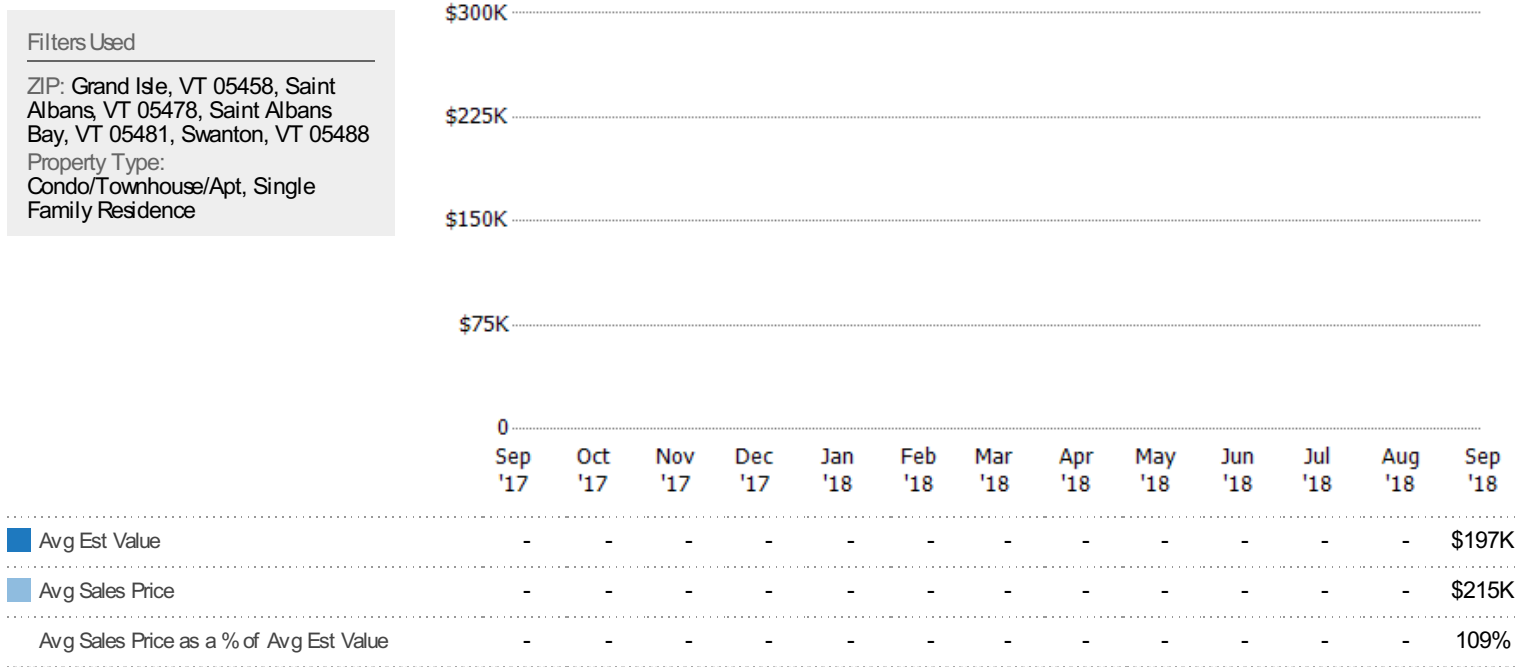 Filters Used
ZIP: Grand Isle, VT 05458, Saint
Albans, VT 05478, Saint Albans
Bay, VT 05481, Swanton, VT 05488
Property Type:
Condo/Townhouse/Apt, Single
Family Residence
$300K
$225K
$150K
$75K
0
Sep Oct Nov Dec Jan Feb Mar Apr May Jun Jul Aug Sep
'17 '17 '17 '17 '18 '18 '18 '18 '18 '18 '18 '18 '18
Avg Est Value - - - - - - - - - - - - $197K
Avg Sales Price - - - - - - - - - - - - $215K
Avg Sales Price as a % of Avg Est Value - - - - - - - - - - - - 109%